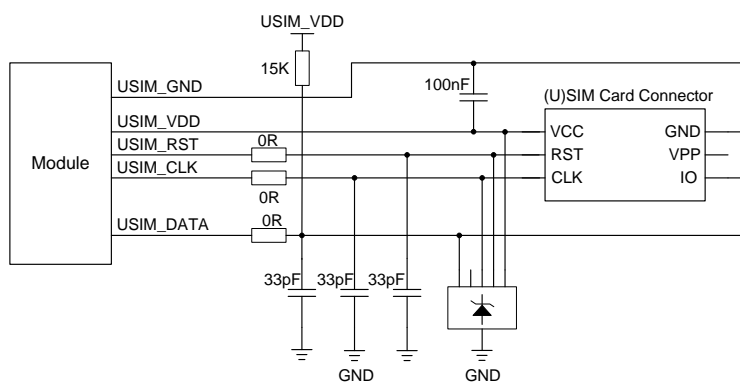 USIM_VDD
15K
USIM_GND
100nF
(U)SIM Card Connector
USIM_VDD
VCC
GND
USIM_RST
0R
RST
VPP
Module
USIM_CLK
CLK
IO
0R
USIM_DATA
0R
33pF
33pF
33pF
GND
GND